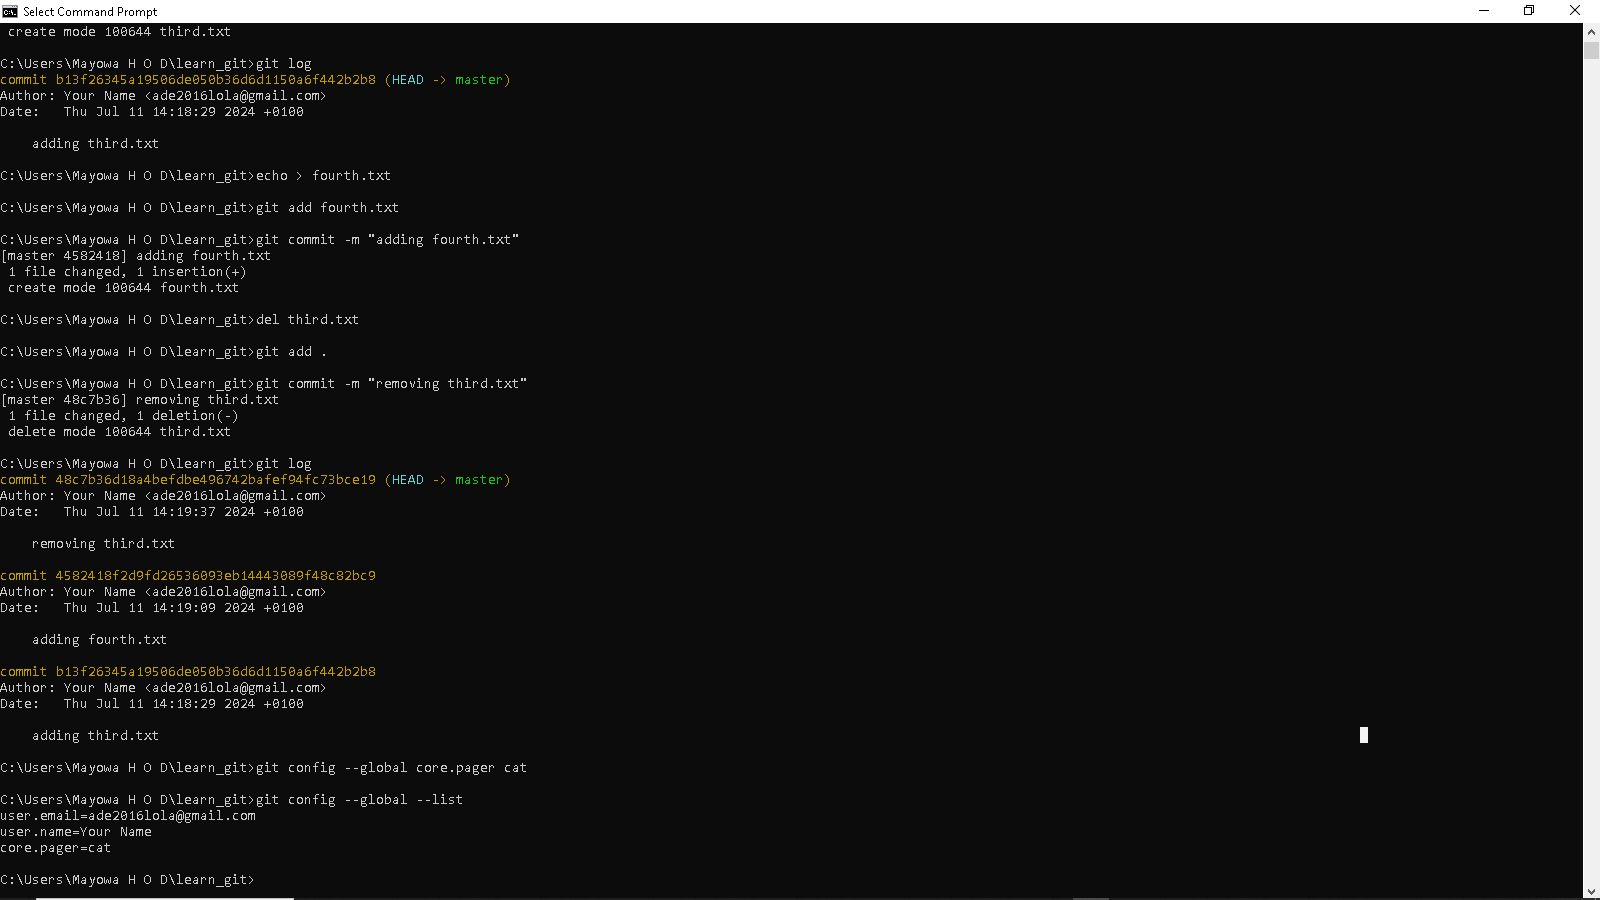 Select Command Prompt
 create mode 100644 third.txt
C:\Users\Mayowa H O D\learn_git>git log
commit b13f26345a19506de050b36d6d1150a6f442b2b8 (HEAD -> master)
Author: Your Name <ade2016lola@gmail.com>
Date:   Thu Jul 11 14:18:29 2024 +0100
    adding third.txt
C:\Users\Mayowa H O D\learn_git>echo > fourth.txt
C:\Users\Mayowa H O D\learn_git>git add fourth.txt
C:\Users\Mayowa H O D\learn_git>git commit -m "adding fourth.txt"
[master 4582418] adding fourth.txt
 1 file changed, 1 insertion(+)
 create mode 100644 fourth.txt
C:\Users\Mayowa H O D\learn_git>del third.txt
C:\Users\Mayowa H O D\learn_git>git add .
C:\Users\Mayowa H O D\learn_git>git commit -m "removing third.txt"
[master 48c7b36] removing third.txt
 1 file changed, 1 deletion(-)
 delete mode 100644 third.txt
C:\Users\Mayowa H O D\learn_git>git log
commit 48c7b36d18a4befdbe496742bafef94fc73bce19 (HEAD -> master)
Author: Your Name <ade2016lola@gmail.com>
Date:   Thu Jul 11 14:19:37 2024 +0100
    removing third.txt
commit 4582418f2d9fd26536093eb14443089f48c82bc9
Author: Your Name <ade2016lola@gmail.com>
Date:   Thu Jul 11 14:19:09 2024 +0100
    adding fourth.txt
commit b13f26345a19506de050b36d6d1150a6f442b2b8
Author: Your Name <ade2016lola@gmail.com>
Date:   Thu Jul 11 14:18:29 2024 +0100
    adding third.txt
C:\Users\Mayowa H O D\learn_git>git config --global core.pager cat
C:\Users\Mayowa H O D\learn_git>git config --global --list
user.email=ade2016lola@gmail.com
user.name=Your Name
core.pager=cat
C:\Users\Mayowa H O D\learn_git>